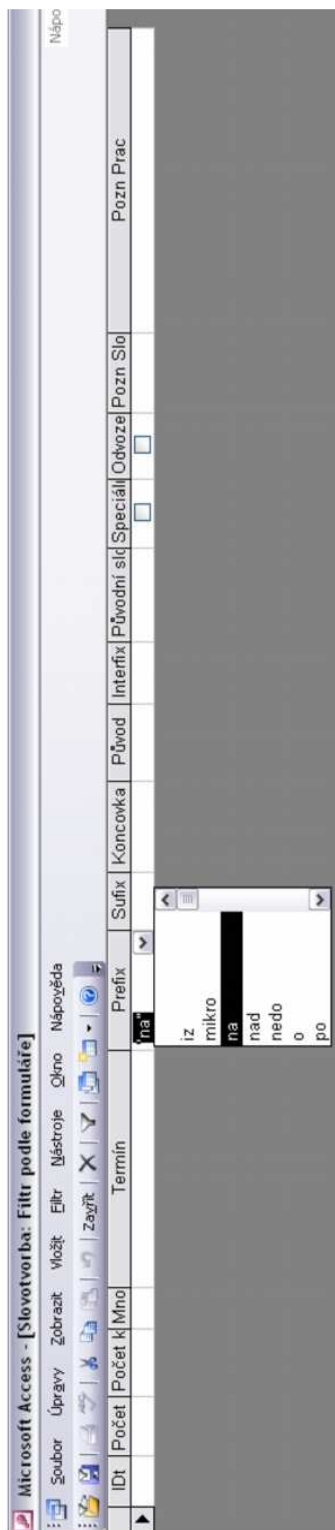 Microsoft Access - [Slovotvorba: Filtr podle formuláře]
Soubor Úpravy Zobrazit Vložit Filtr Nástroje Okno Nápověda Nápo
Zavřít
IDt Počet Počet k Mno Termín Prefix Sufix Koncovka Původ Interfix Původní slo Speciáln Odvoze Pozn Slo Pozn Prac
"na"
iz
mikro
na
nad
nedo
o
po